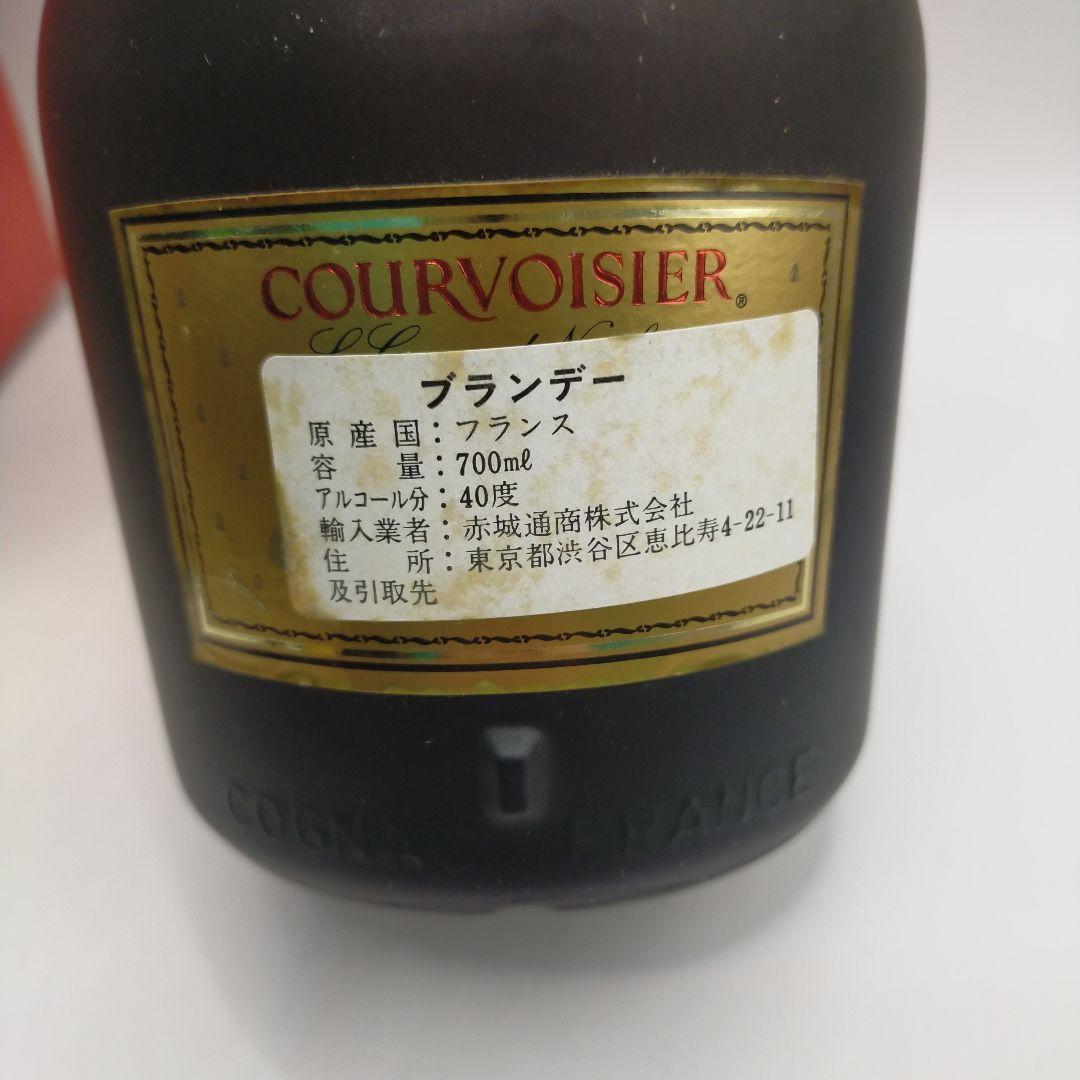 COURVOISIER®
ブランデー
原産国：フランス
容量：700mℓ
アルコール分：40度
輸入業者：赤城通商株式会社
住所：東京都渋谷区恵比寿4-22-11
及引取先
COGNAC FRANCE